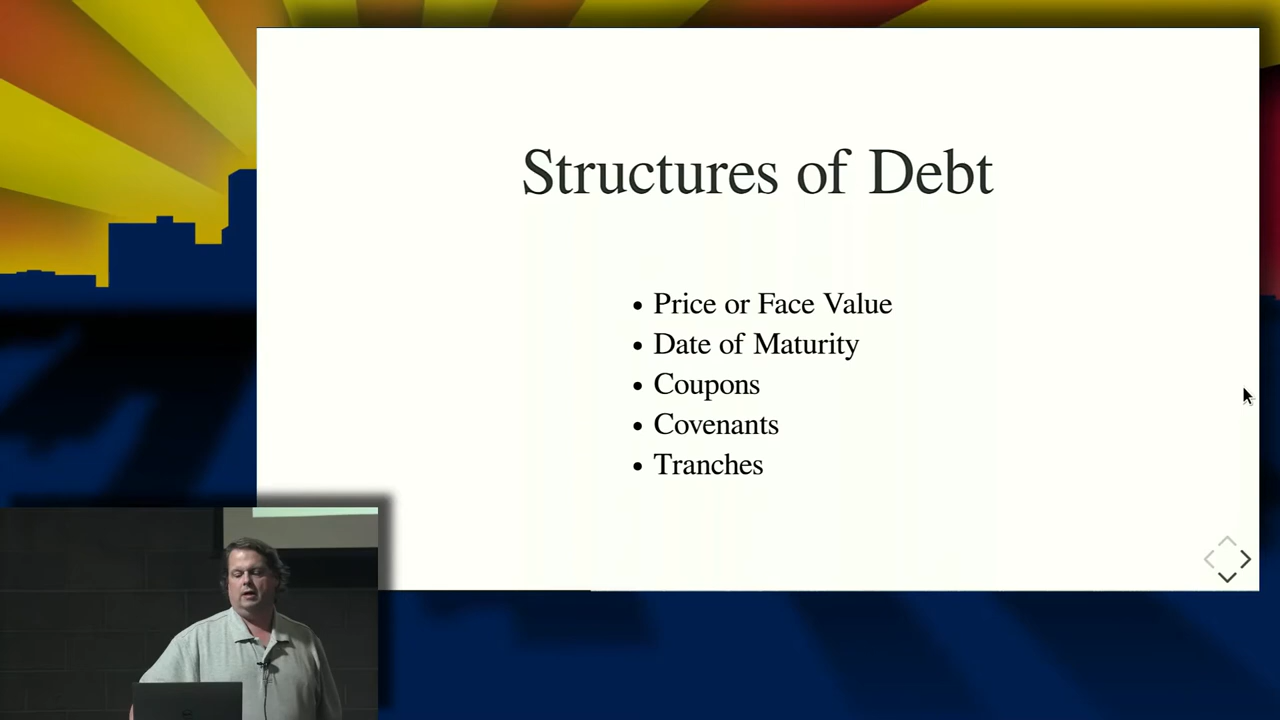 Structures of Debt
Price or Face Value
Date of Maturity
Coupons
Covenants
Tranches